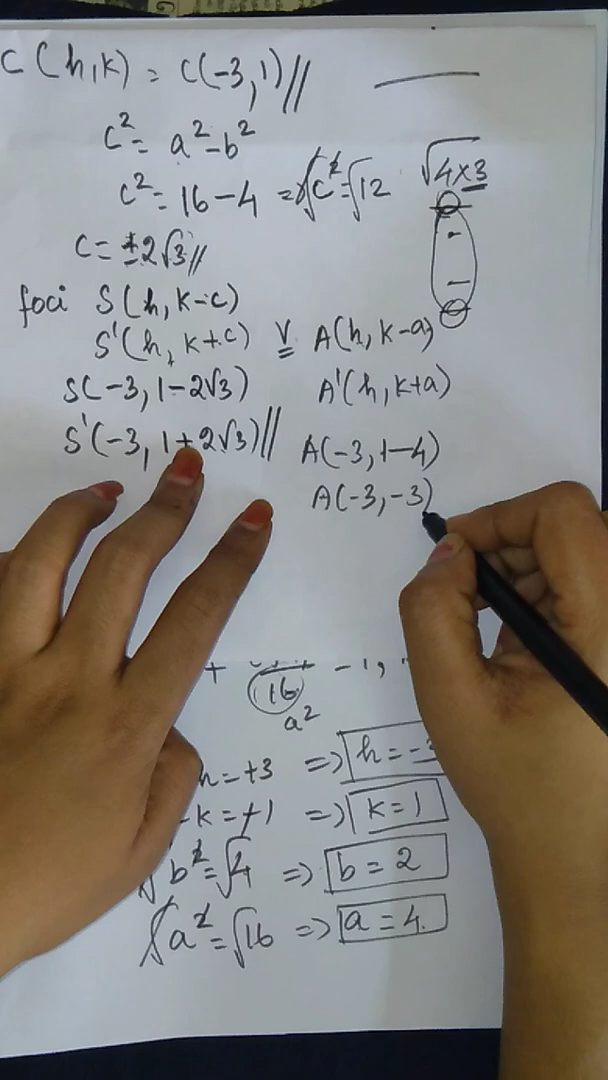 C(h,k) = C(-3,1)//
c² = a² - b²
c² = 16 - 4 ⇒ √c² = √12
√4×3
c = ±2√3//
foci S(h, k-c)
S'(h, k+c)
V A(h, k-a)
S(-3, 1-2√3)
A'(h, k+a)
S'(-3, 1+2√3)//
A(-3, 1-4)
A(-3, -3)
+ 16 - 1,
a²
h = +3 ⇒ h = -3
-k = +1 ⇒ k = 1
√b² = √4 ⇒ b = 2
√a² = √16 ⇒ a = 4.